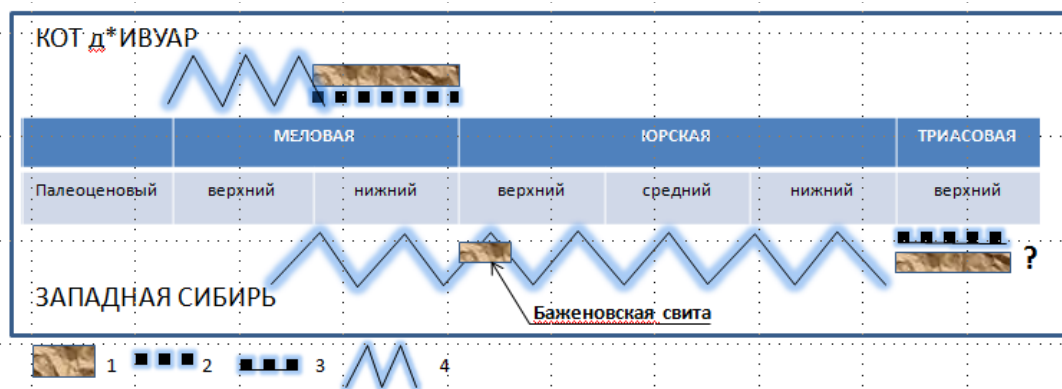 КОТ д*ИВУАР
МЕЛОВАЯ ЮРСКАЯ ТРИАСОВАЯ
Палеоценовый верхний нижний верхний средний нижний верхний
?
ЗАПАДНАЯ СИБИРЬ
Баженовская свита
1 2 3 4